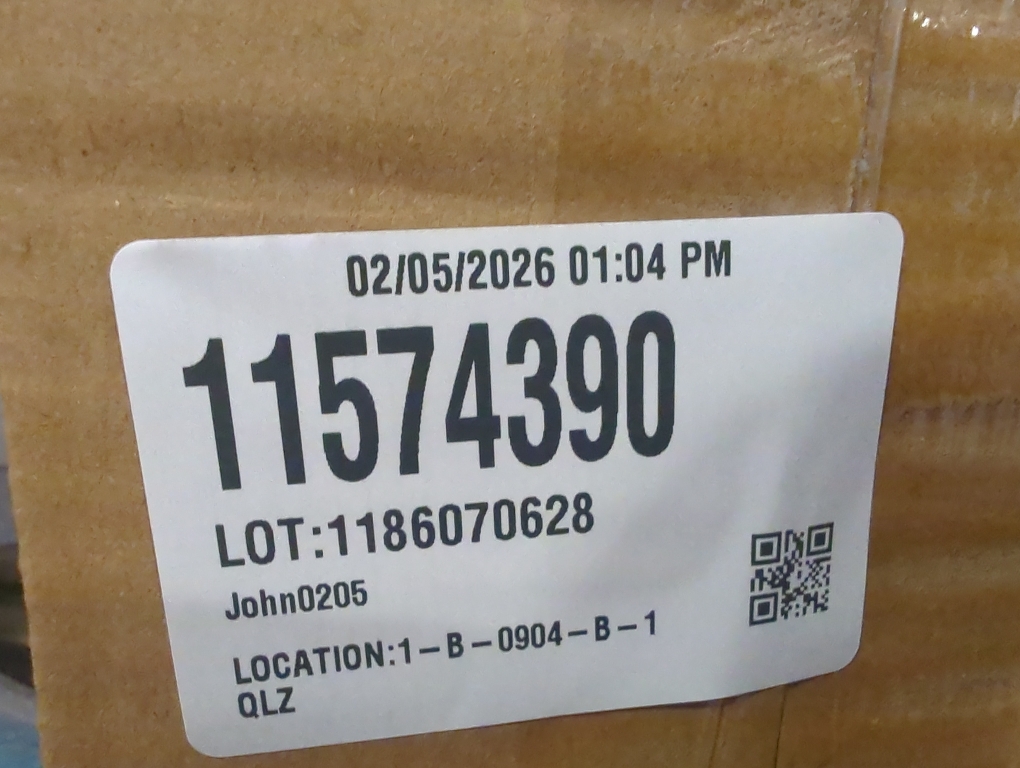 02/05/2026 01:04 PM
11574390
LOT:1186070628
John0205
LOCATION:1-B-0904-B-1
QLZ